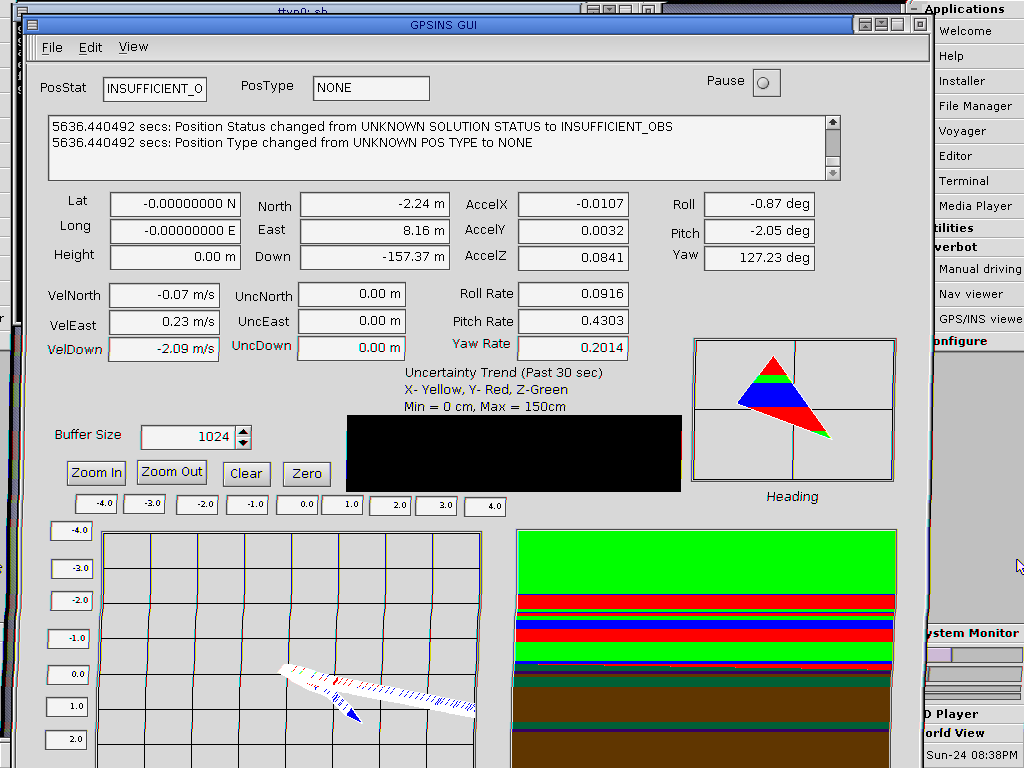 ttyp0: sh
GPSINS GUI
File Edit View
PosStat INSUFFICIENT_O PosType NONE Pause
5636.440492 secs: Position Status changed from UNKNOWN SOLUTION STATUS to INSUFFICIENT_OBS
5636.440492 secs: Position Type changed from UNKNOWN POS TYPE to NONE
Lat -0.00000000 N North -2.24 m AccelX -0.0107 Roll -0.87 deg
Long -0.00000000 E East 8.16 m AccelY 0.0032 Pitch -2.05 deg
Height 0.00 m Down -157.37 m AccelZ 0.0841 Yaw 127.23 deg
VelNorth -0.07 m/s UncNorth 0.00 m Roll Rate 0.0916
VelEast 0.23 m/s UncEast 0.00 m Pitch Rate 0.4303
VelDown -2.09 m/s UncDown 0.00 m Yaw Rate 0.2014
Uncertainty Trend (Past 30 sec)
X- Yellow, Y- Red, Z-Green
Min = 0 cm, Max = 150cm
Buffer Size 1024
Zoom In Zoom Out Clear Zero
Heading
-4.0 -3.0 -2.0 -1.0 0.0 1.0 2.0 3.0 4.0
-4.0
-3.0
-2.0
-1.0
0.0
1.0
2.0
Applications
Welcome
Help
Installer
File Manager
Voyager
Editor
Terminal
Media Player
tilities
verbot
Manual driving
Nav viewer
GPS/INS viewe
onfigure
ystem Monitor
D Player
orld View
Sun-24 08:38PM